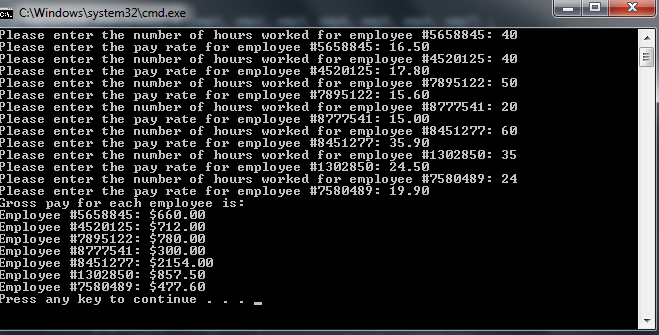 C:\Windows\system32\cmd.exe
Please enter the number of hours worked for employee #5658845: 40
Please enter the pay rate for employee #5658845: 16.50
Please enter the number of hours worked for employee #4520125: 40
Please enter the pay rate for employee #4520125: 17.80
Please enter the number of hours worked for employee #7895122: 50
Please enter the pay rate for employee #7895122: 15.60
Please enter the number of hours worked for employee #8777541: 20
Please enter the pay rate for employee #8777541: 15.00
Please enter the number of hours worked for employee #8451277: 60
Please enter the pay rate for employee #8451277: 35.90
Please enter the number of hours worked for employee #1302850: 35
Please enter the pay rate for employee #1302850: 24.50
Please enter the number of hours worked for employee #7580489: 24
Please enter the pay rate for employee #7580489: 19.90
Gross pay for each employee is:
Employee #5658845: $660.00
Employee #4520125: $712.00
Employee #7895122: $780.00
Employee #8777541: $300.00
Employee #8451277: $2154.00
Employee #1302850: $857.50
Employee #7580489: $477.60
Press any key to continue . . . _